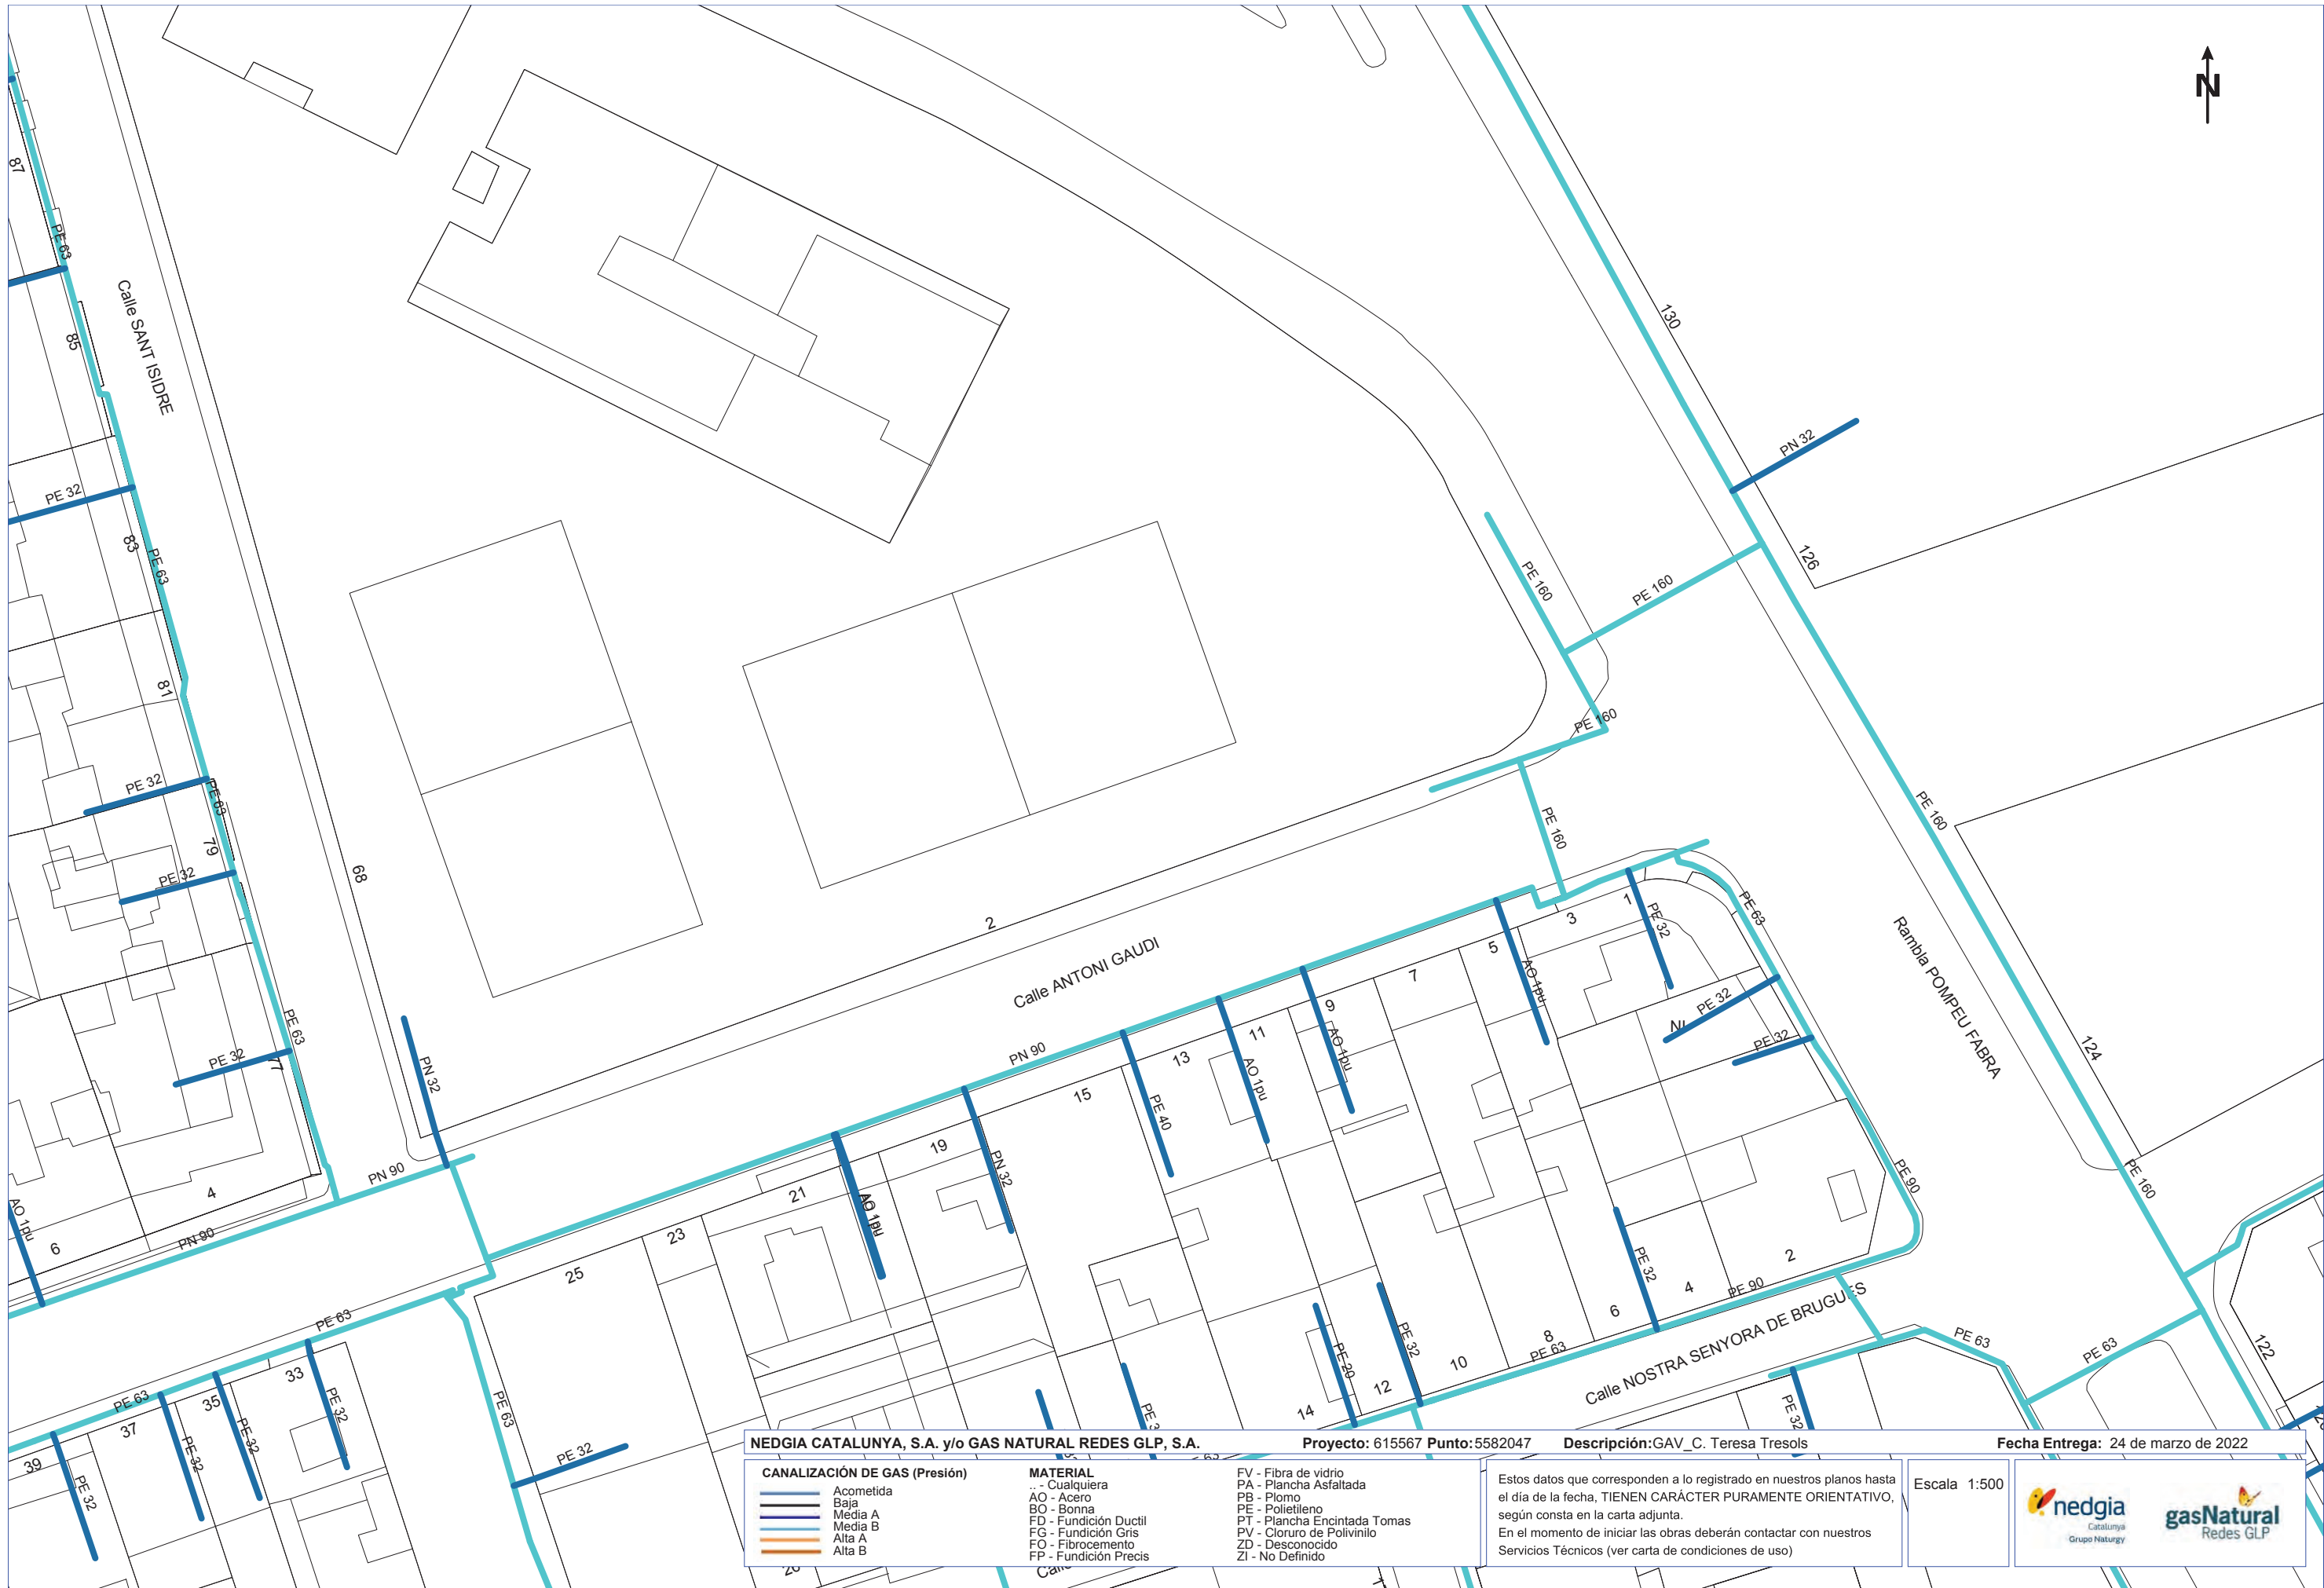 N
87
PE 63
Calle SANT ISIDRE
85
130
PN 32
PE 32
83
PE 63
126
PE 160
PE 160
81
PE 160
PE 32
PE 63
PE 160
PE 160
79
68
PE 32
2
1
3
PE 32
PE 63
Calle ANTONI GAUDI
5
AO 1pu
Rambla POMPEU FABRA
7
9
PE 32
NI
PE 63
PE 32
77
PN 32
PN 90
11
AO 1pu
PE 32
13
AO 1pu
124
15
PE 40
19
PN 32
PN 90
4
21
AO 1pu
PE 90
PE 160
AO 1pu
6
PN 90
23
25
PE 32
2
4
PE 90
6
8
PE 63
Calle NOSTRA SENYORA DE BRUGUES
PE 63
PE 63
122
PE 63
33
PE 32
PE 20
PE 32
10
12
14
PE 63
35
37
39
PE 32
PE 32
PE 32
PE 63
PE 32
PE 32
NEDGIA CATALUNYA, S.A. y/o GAS NATURAL REDES GLP, S.A. Proyecto: 615567 Punto:5582047 Descripción:GAV_C. Teresa Tresols Fecha Entrega: 24 de marzo de 2022
CANALIZACIÓN DE GAS (Presión)
Acometida
Baja
Media A
Media B
Alta A
Alta B
MATERIAL
.. - Cualquiera
AO - Acero
BO - Bonna
FD - Fundición Ductil
FG - Fundición Gris
FO - Fibrocemento
FP - Fundición Precis
FV - Fibra de vidrio
PA - Plancha Asfaltada
PB - Plomo
PE - Polietileno
PT - Plancha Encintada Tomas
PV - Cloruro de Polivinilo
ZD - Desconocido
ZI - No Definido
Estos datos que corresponden a lo registrado en nuestros planos hasta
el día de la fecha, TIENEN CARÁCTER PURAMENTE ORIENTATIVO,
según consta en la carta adjunta.
En el momento de iniciar las obras deberán contactar con nuestros
Servicios Técnicos (ver carta de condiciones de uso)
Escala 1:500
nedgia
Catalunya
Grupo Naturgy
gasNatural
Redes GLP